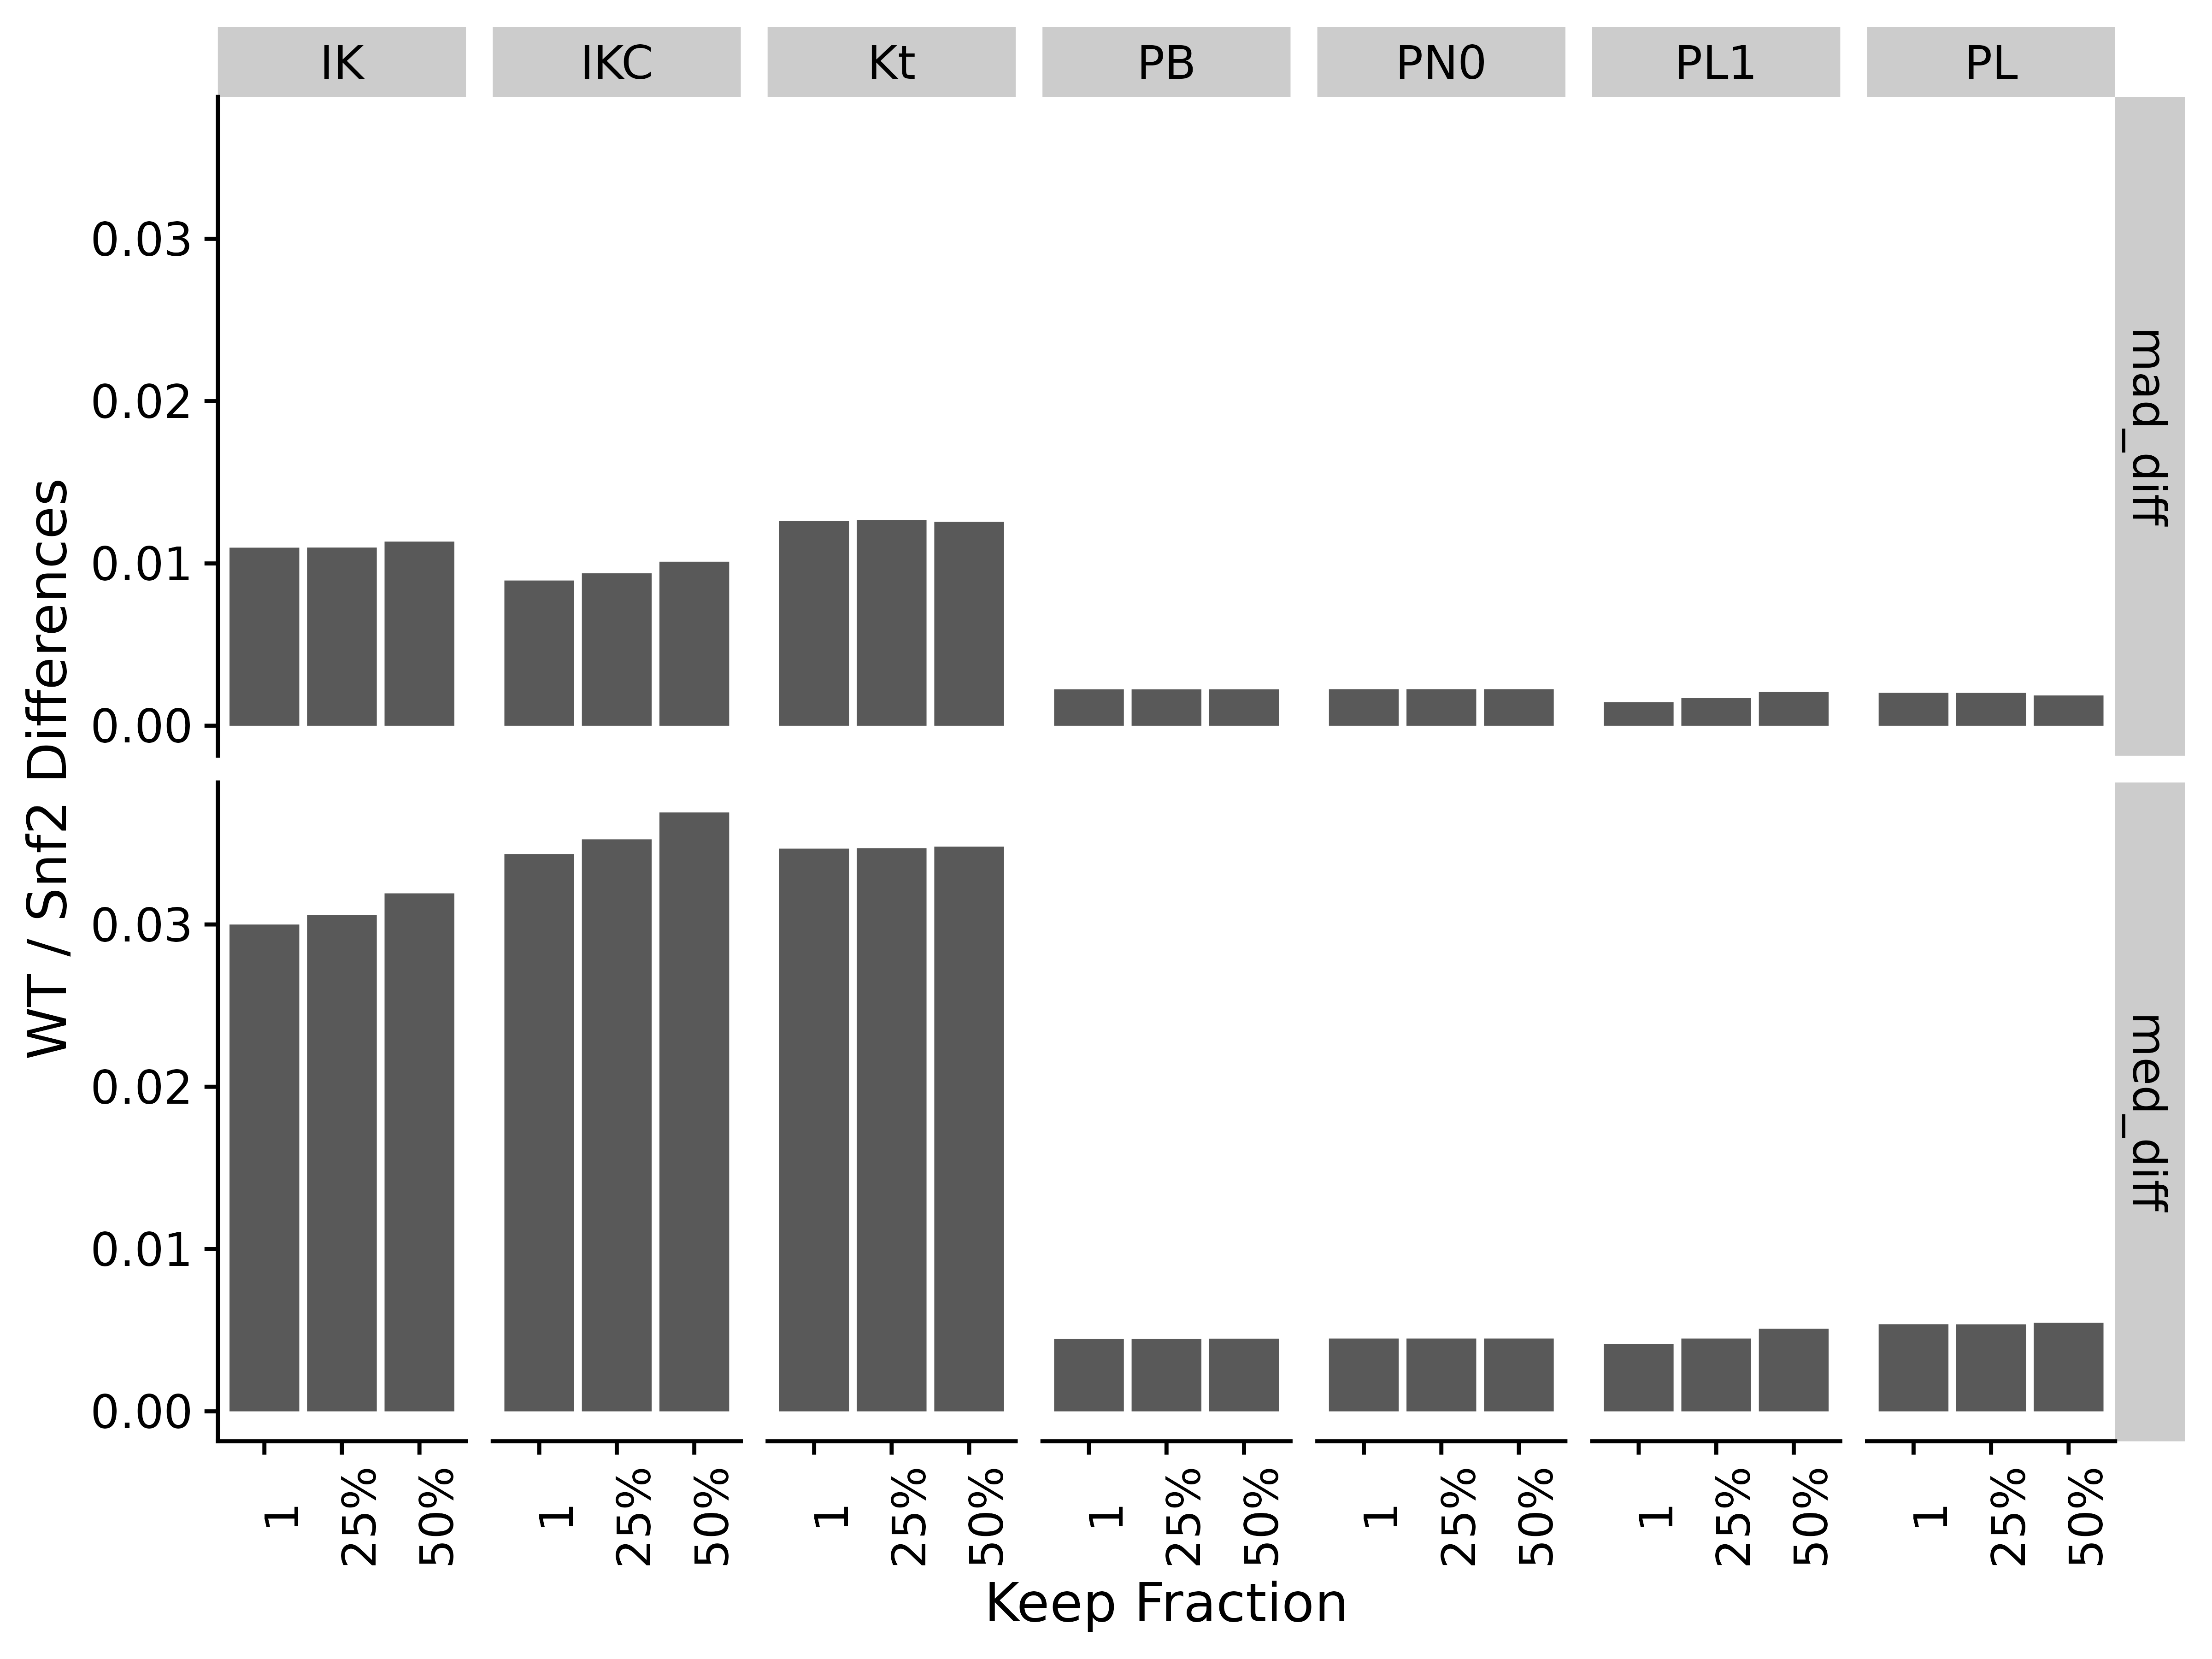 IK IKC Kt PB PN0 PL1 PL
WT / Snf2 Differences
0.03
0.02
0.01
0.00
mad_diff
0.03
0.02
0.01
0.00
med_diff
1 25% 50% 1 25% 50% 1 25% 50% 1 25% 50% 1 25% 50% 1 25% 50% 1 25% 50%
Keep Fraction